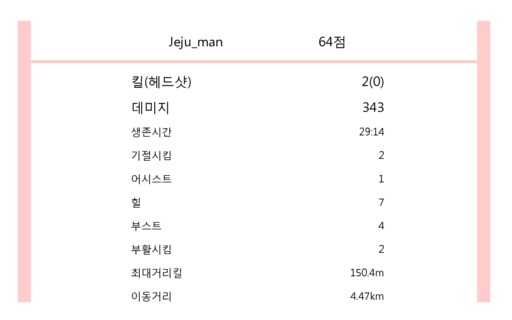 Jeju_man 64점
킬(헤드샷) 2(0)
데미지 343
생존시간 29:14
기절시킴 2
어시스트 1
힐 7
부스트 4
부활시킴 2
최대거리킬 150.4m
이동거리 4.47km